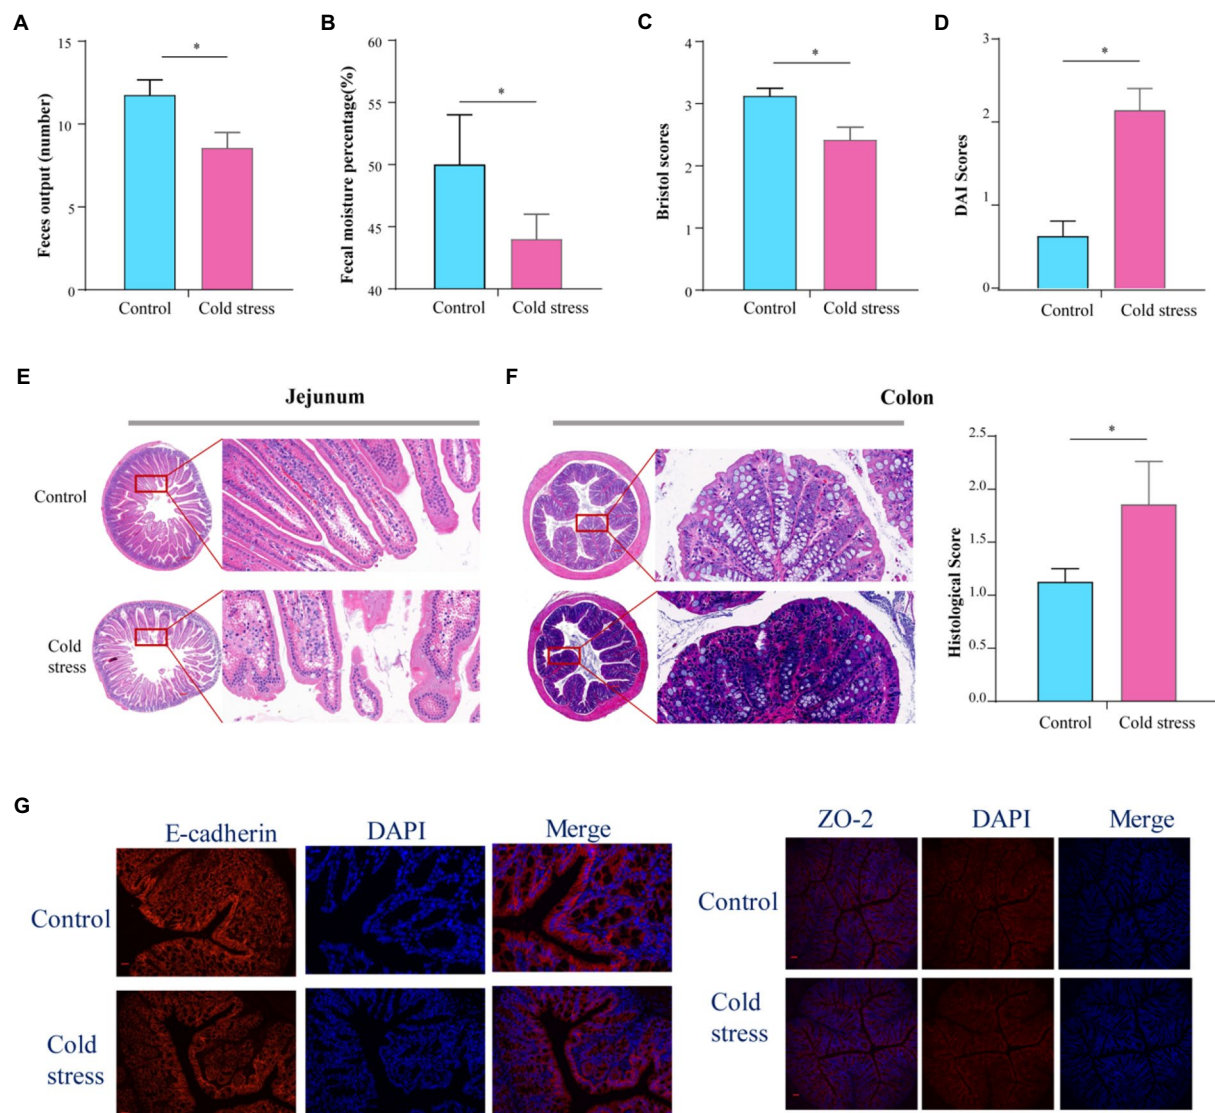 A
Feces output (number)
15
10
5
0
*
Control
Cold stress
B
Fecal moisture percentage(%)
60
55
50
45
40
*
Control
Cold stress
C
Bristol scores
4
3
2
1
0
*
Control
Cold stress
D
DAI Scores
3
2
1
0
*
Control
Cold stress
E
Jejunum
Control
Cold
stress
F
Colon
Histological Score
2.5
2.0
1.5
1.0
0.5
0.0
*
Control
Cold stress
G
E-cadherin
DAPI
Merge
Control
Cold
stress
ZO-2
DAPI
Merge
Control
Cold
stress